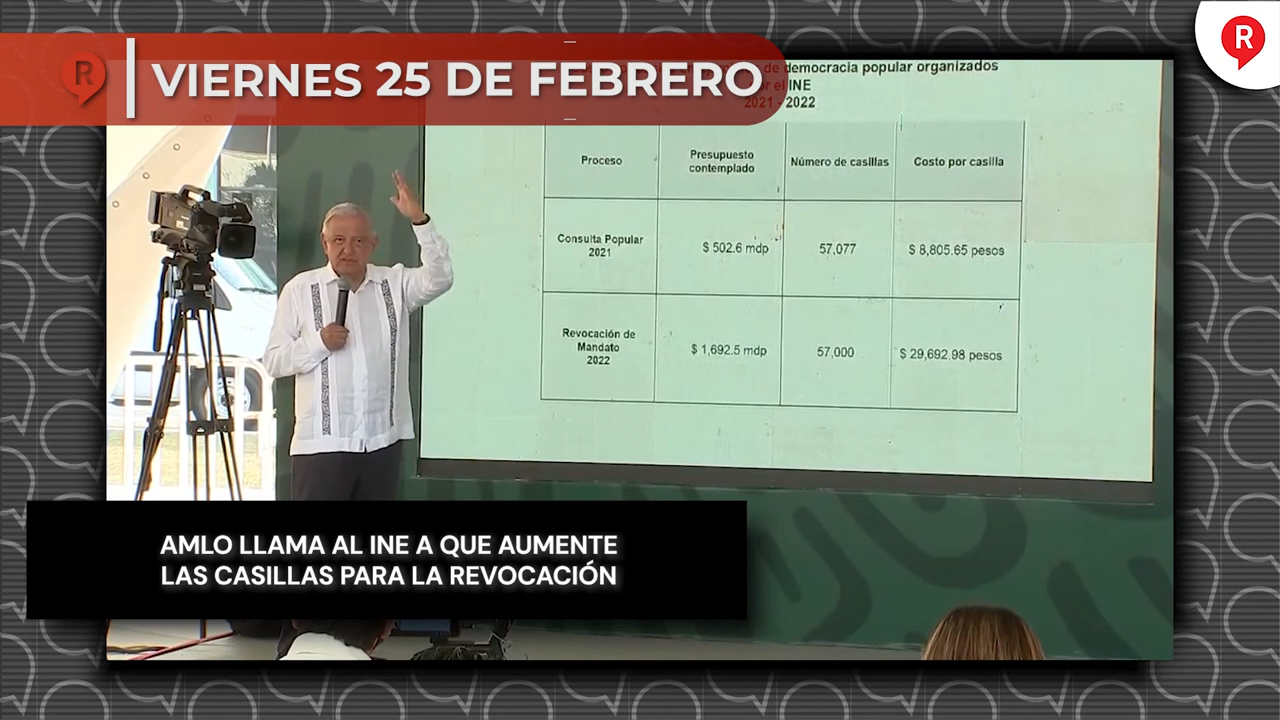 R
R
VIERNES 25 DE FEBRERO
de democracia popular organizados
por el INE
2021 - 2022
Proceso
Presupuesto
contemplado
Número de casillas
Costo por casilla
Consulta Popular
2021
$ 502.6 mdp
57,077
$ 8,805.65 pesos
Revocación de
Mandato
2022
$ 1,692.5 mdp
57,000
$ 29,692.98 pesos
AMLO LLAMA AL INE A QUE AUMENTE
LAS CASILLAS PARA LA REVOCACIÓN